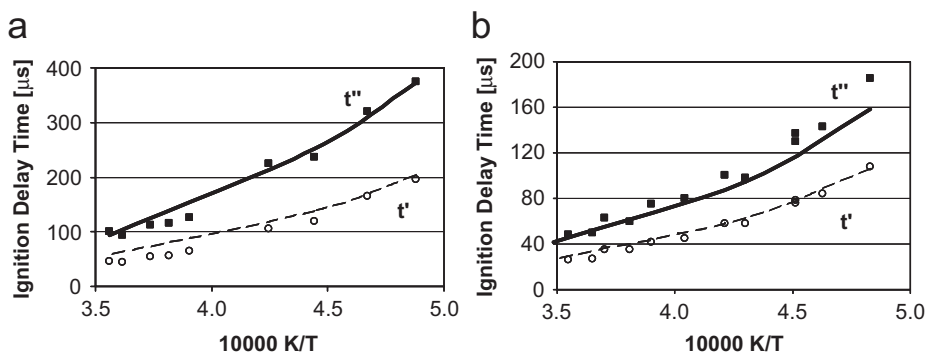 a
Ignition Delay Time [μs]
400
300
200
100
0
t"
t'
3.5
4.0
4.5
5.0
10000 K/T
b
Ignition Delay Time [μs]
200
160
120
80
40
0
t"
t'
3.5
4.0
4.5
5.0
10000 K/T